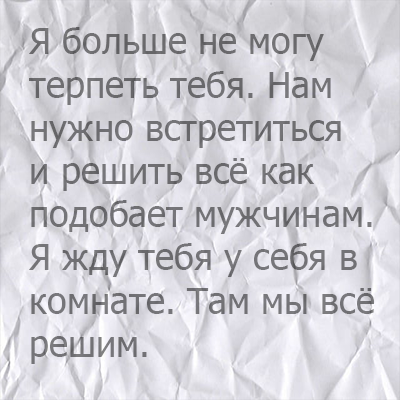 Я больше не могу
терпеть тебя. Нам
нужно встретиться
и решить всё как
подобает мужчинам.
Я жду тебя у себя в
комнате. Там мы всё
решим.